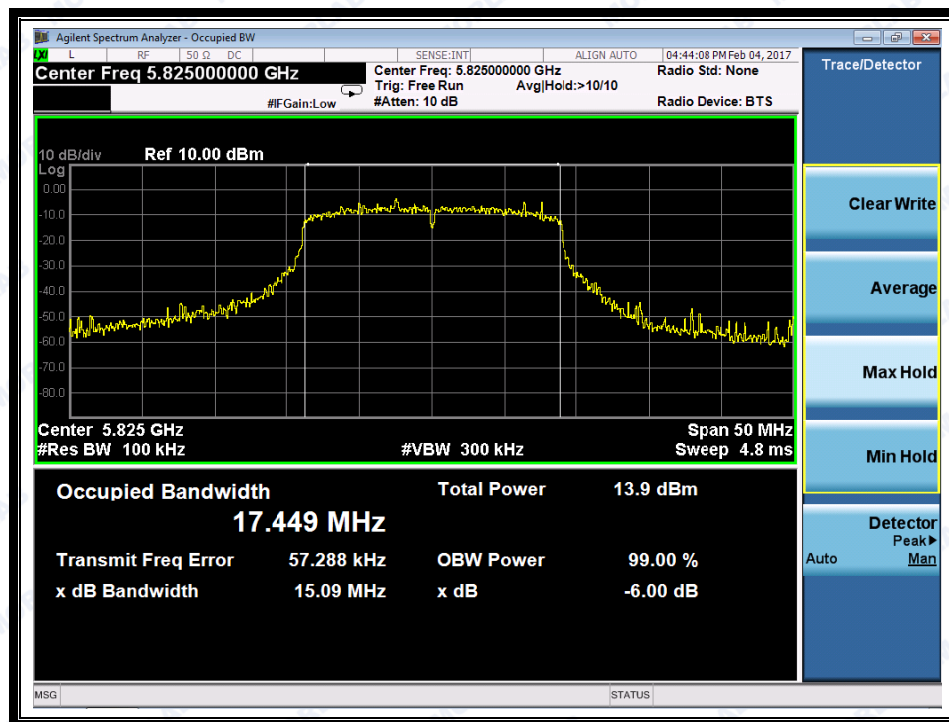 Agilent Spectrum Analyzer - Occupied BW
LXI L RF 50 Ω DC SENSE:INT ALIGN AUTO 04:44:08 PM Feb 04, 2017
Center Freq 5.825000000 GHz
Center Freq: 5.825000000 GHz
Radio Std: None
Trig: Free Run Avg|Hold:>10/10
#IFGain:Low
#Atten: 10 dB
Radio Device: BTS
10 dB/div Ref 10.00 dBm
Log
0.00
-10.0
-20.0
-30.0
-40.0
-50.0
-60.0
-70.0
-80.0
Center 5.825 GHz Span 50 MHz
#Res BW 100 kHz #VBW 300 kHz Sweep 4.8 ms
Occupied Bandwidth Total Power 13.9 dBm
17.449 MHz
Transmit Freq Error 57.288 kHz OBW Power 99.00 %
x dB Bandwidth 15.09 MHz x dB -6.00 dB
MSG STATUS
Trace/Detector
Clear Write
Average
Max Hold
Min Hold
Detector
Peak▶
Auto Man